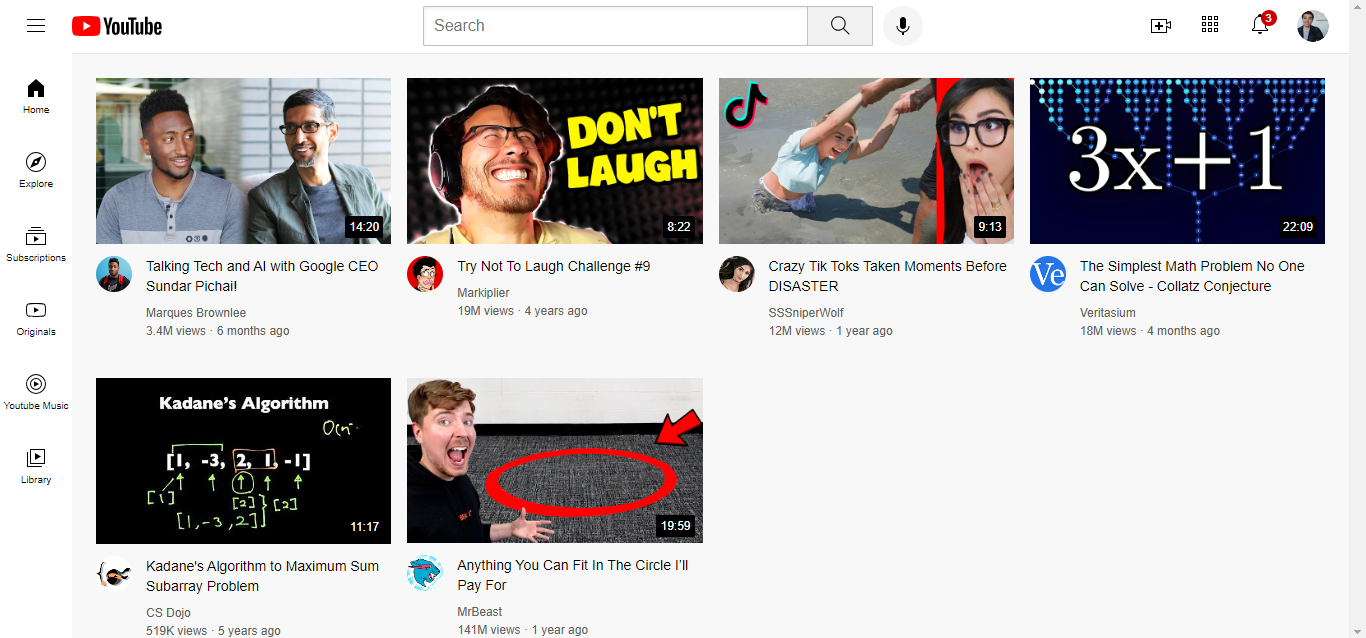 YouTube
Search
3
Home
Explore
Subscriptions
Originals
Youtube Music
Library
14:20
Talking Tech and AI with Google CEO
Sundar Pichai!
Marques Brownlee
3.4M views · 6 months ago
DON'T
LAUGH
8:22
Try Not To Laugh Challenge #9
Markiplier
19M views · 4 years ago
9:13
Crazy Tik Toks Taken Moments Before
DISASTER
SSSniperWolf
12M views · 1 year ago
3x+1
22:09
Ve
The Simplest Math Problem No One
Can Solve - Collatz Conjecture
Veritasium
18M views · 4 months ago
Kadane's Algorithm
[1, -3, 2, 1, -1]
[1]
[2]
[2]
[1,-3,2]
11:17
Kadane's Algorithm to Maximum Sum
Subarray Problem
CS Dojo
519K views · 5 years ago
19:59
Anything You Can Fit In The Circle I'll
Pay For
MrBeast
141M views · 1 year ago